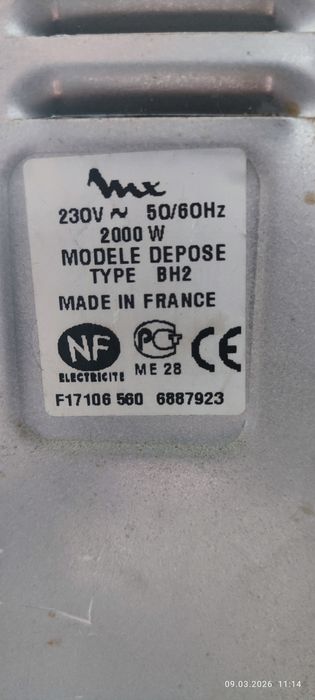 mx
230V ~ 50/60Hz
2000 W
MODELE DEPOSE
TYPE BH2
MADE IN FRANCE
NF
ELECTRICITE
PCT
ME 28
CE
F17106 560 6887923
09.03.2026 11:14